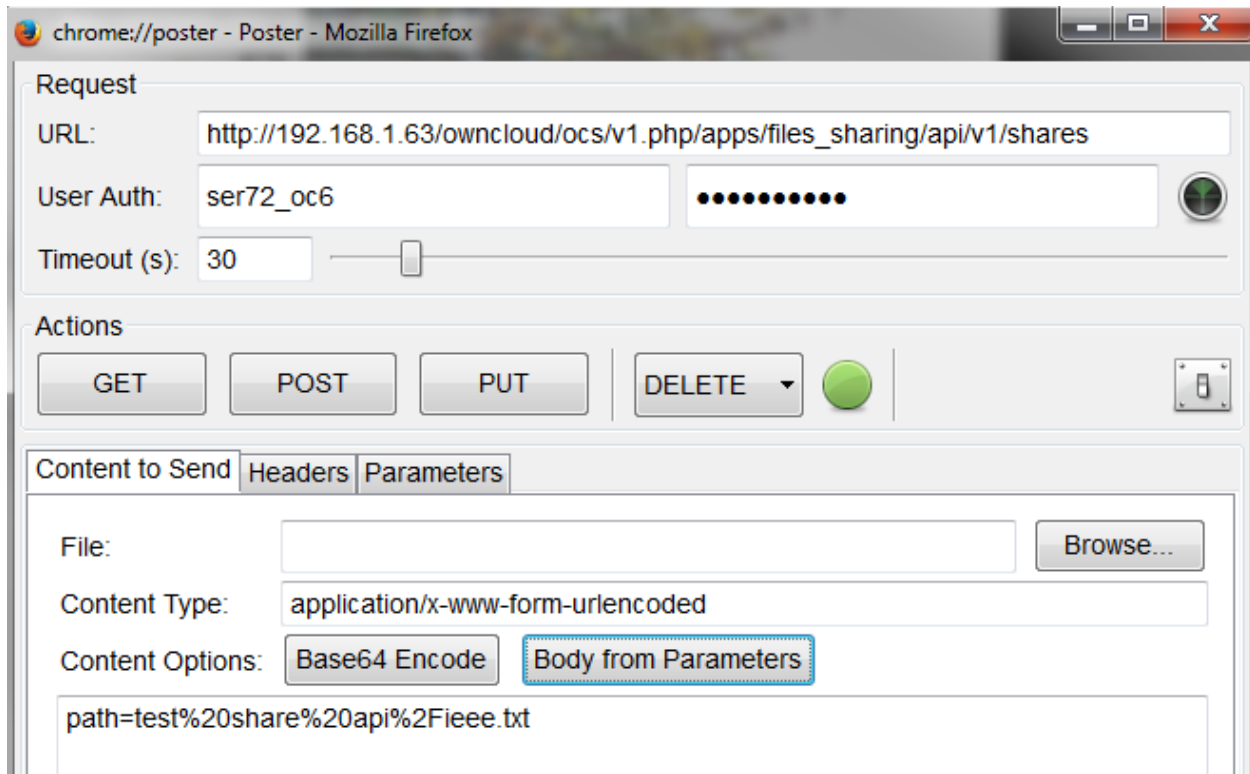 chrome://poster - Poster - Mozilla Firefox
Request
URL: http://192.168.1.63/owncloud/ocs/v1.php/apps/files_sharing/api/v1/shares
User Auth: ser72_oc6 ●●●●●●●●●●
Timeout (s): 30
Actions
GET POST PUT DELETE
Content to Send Headers Parameters
File: Browse...
Content Type: application/x-www-form-urlencoded
Content Options: Base64 Encode Body from Parameters
path=test%20share%20api%2Fieee.txt